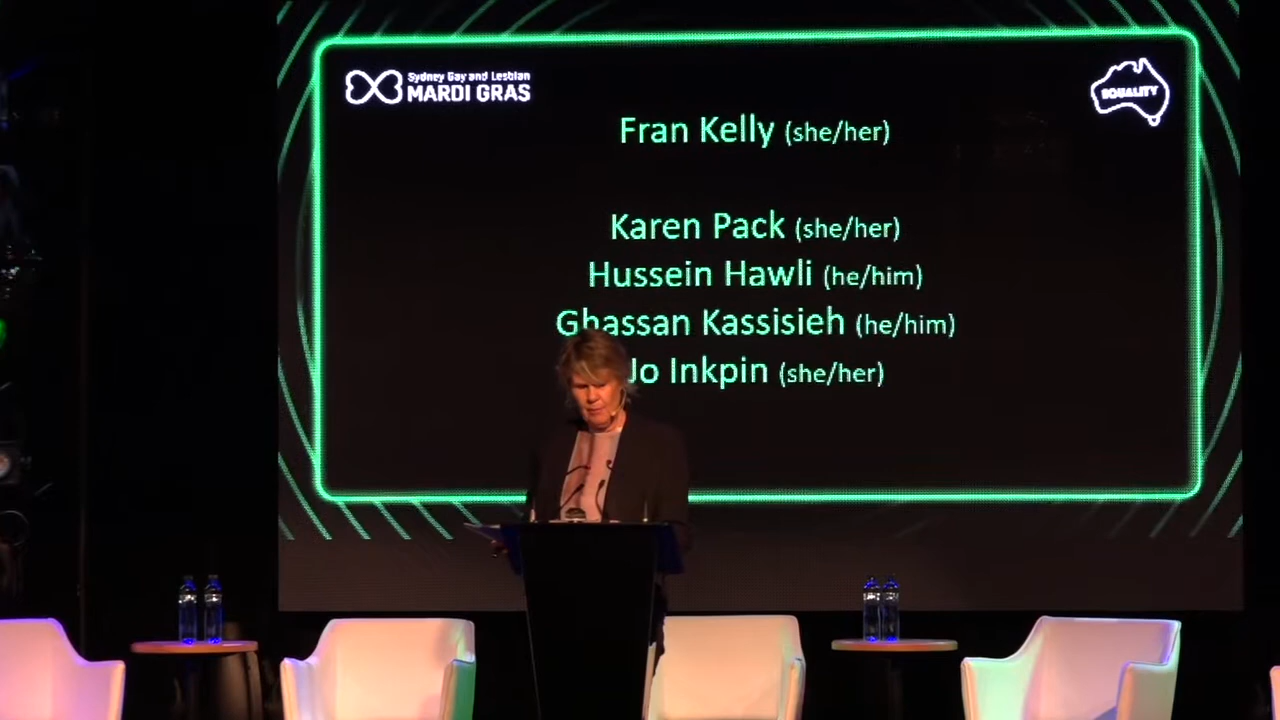 Sydney Gay and Lesbian
MARDI GRAS
EQUALITY
Fran Kelly (she/her)
Karen Pack (she/her)
Hussein Hawli (he/him)
Ghassan Kassisieh (he/him)
Jo Inkpin (she/her)